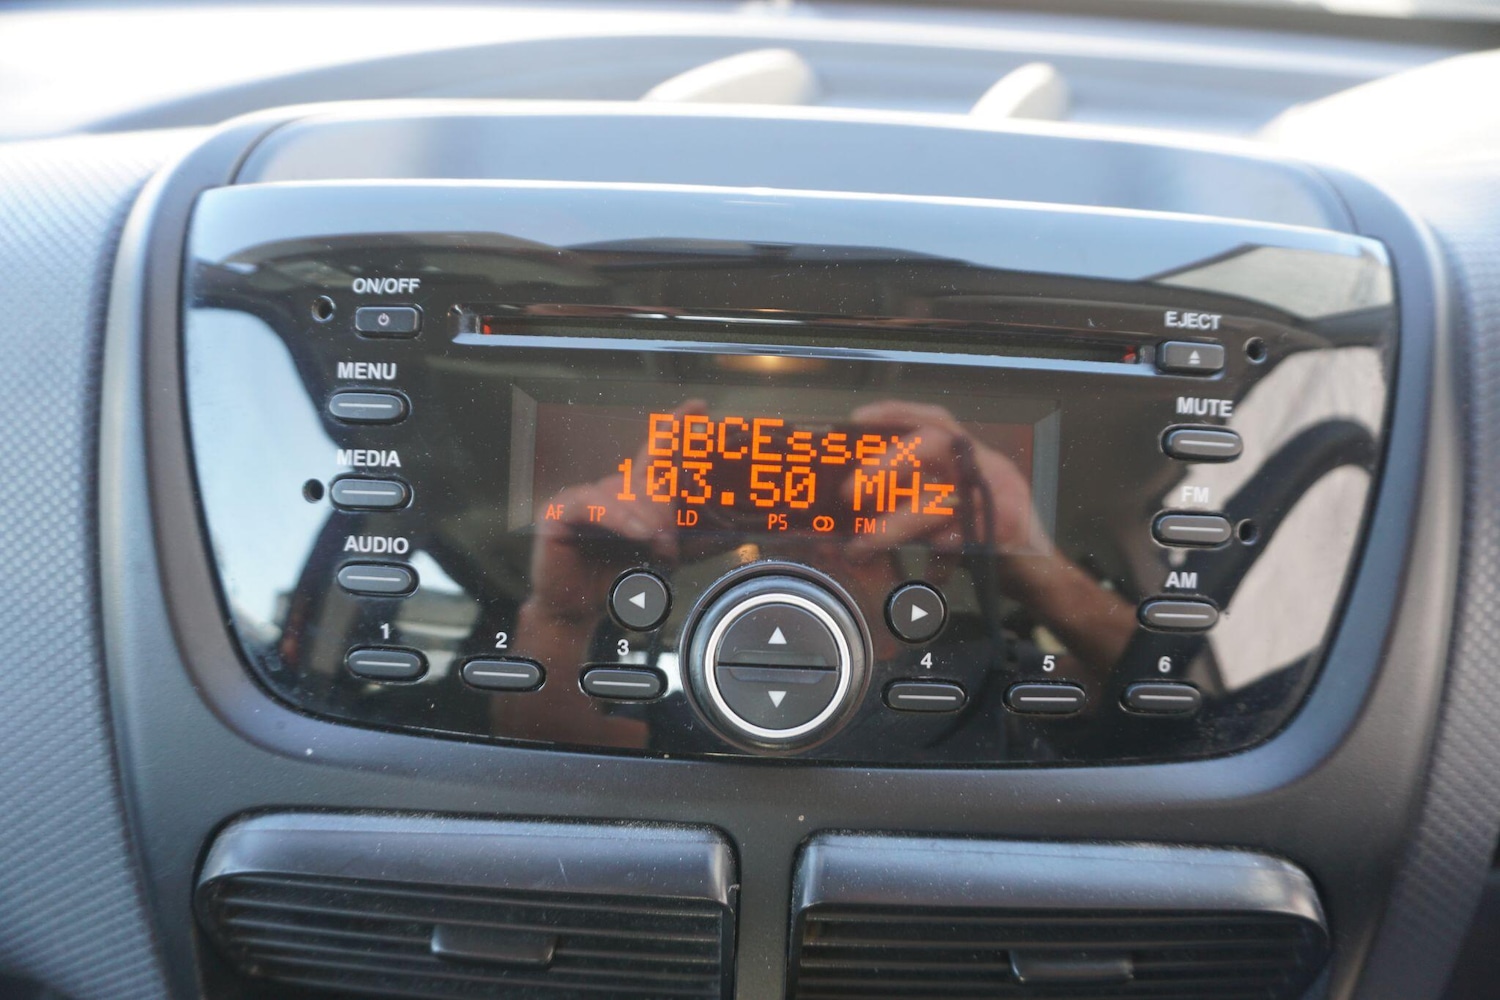 ON/OFF
EJECT
MENU
MUTE
BBCEssex
MEDIA
103.50 MHz
FM
AF TP LD PS FM I
AUDIO
AM
1
2
3
4
5
6